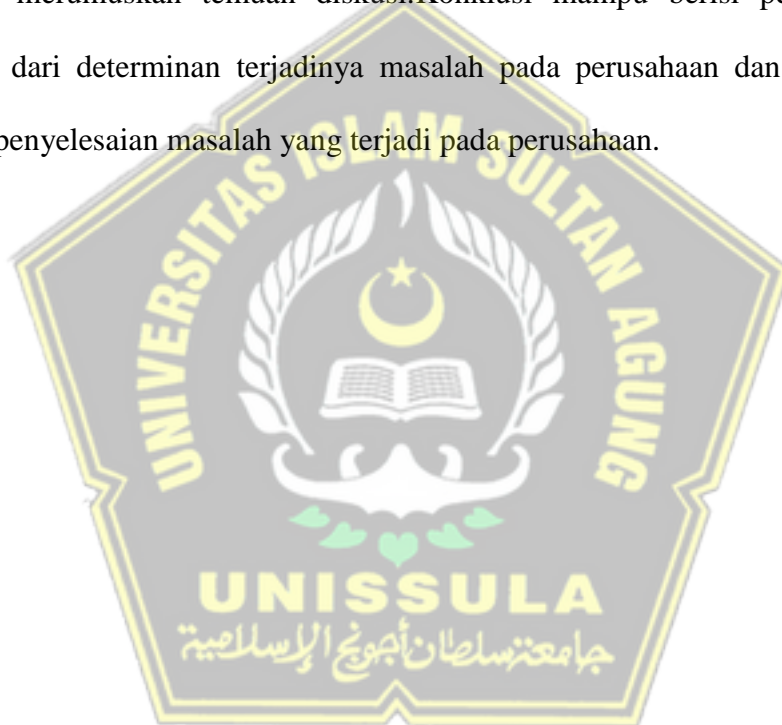 merumuskan temuan diskusi.Konklusi mampu berisi
dari determinan terjadinya masalah pada perusahaan dan
penyelesaian masalah yang terjadi pada perusahaan.
UNIVERSITAS ISLAM SULTAN AGUNG
UNISSULA
جامعة سلطان أجونج الإسلامية